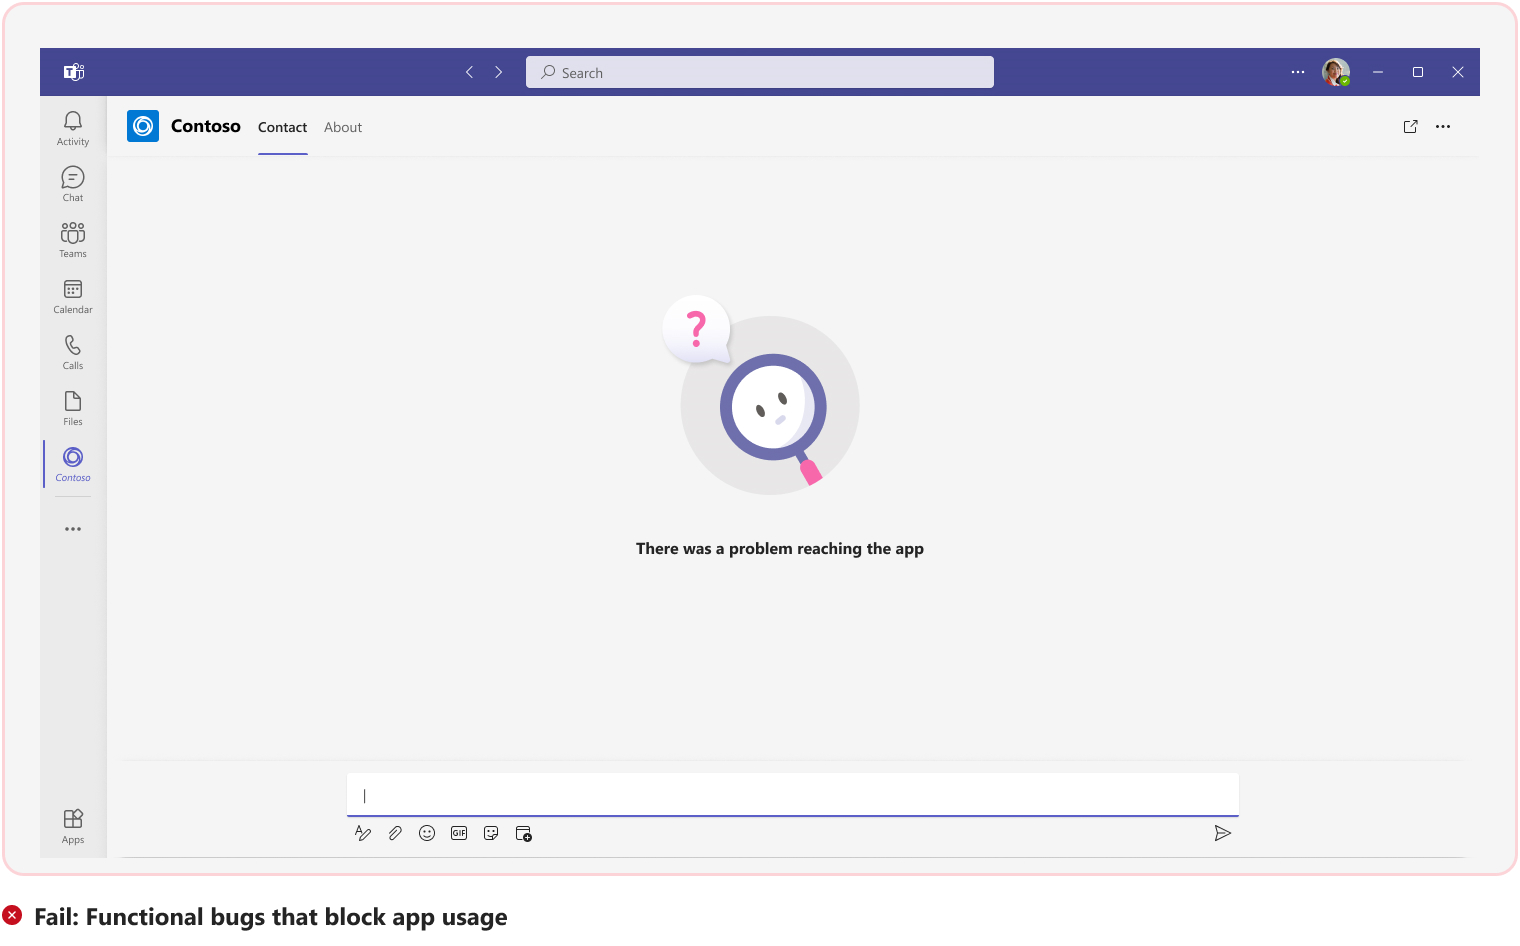 Search
Activity
Chat
Teams
Calendar
Calls
Files
Contoso
Apps
Contoso Contact About
?
There was a problem reaching the app
GIF
Fail: Functional bugs that block app usage